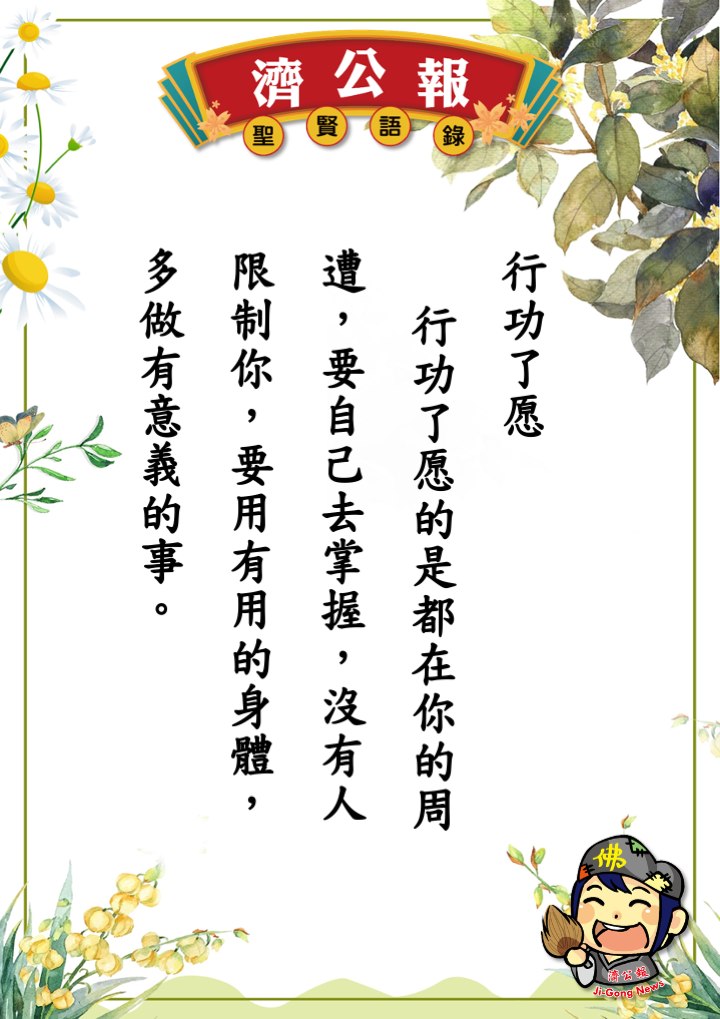 濟公報
聖賢語錄
行功了愿
行功了愿的是都在你的周
遭，要自己去掌握，沒有人
限制你，要用有用的身體，
多做有意義的事。
佛
濟公報
Ji-Gong News